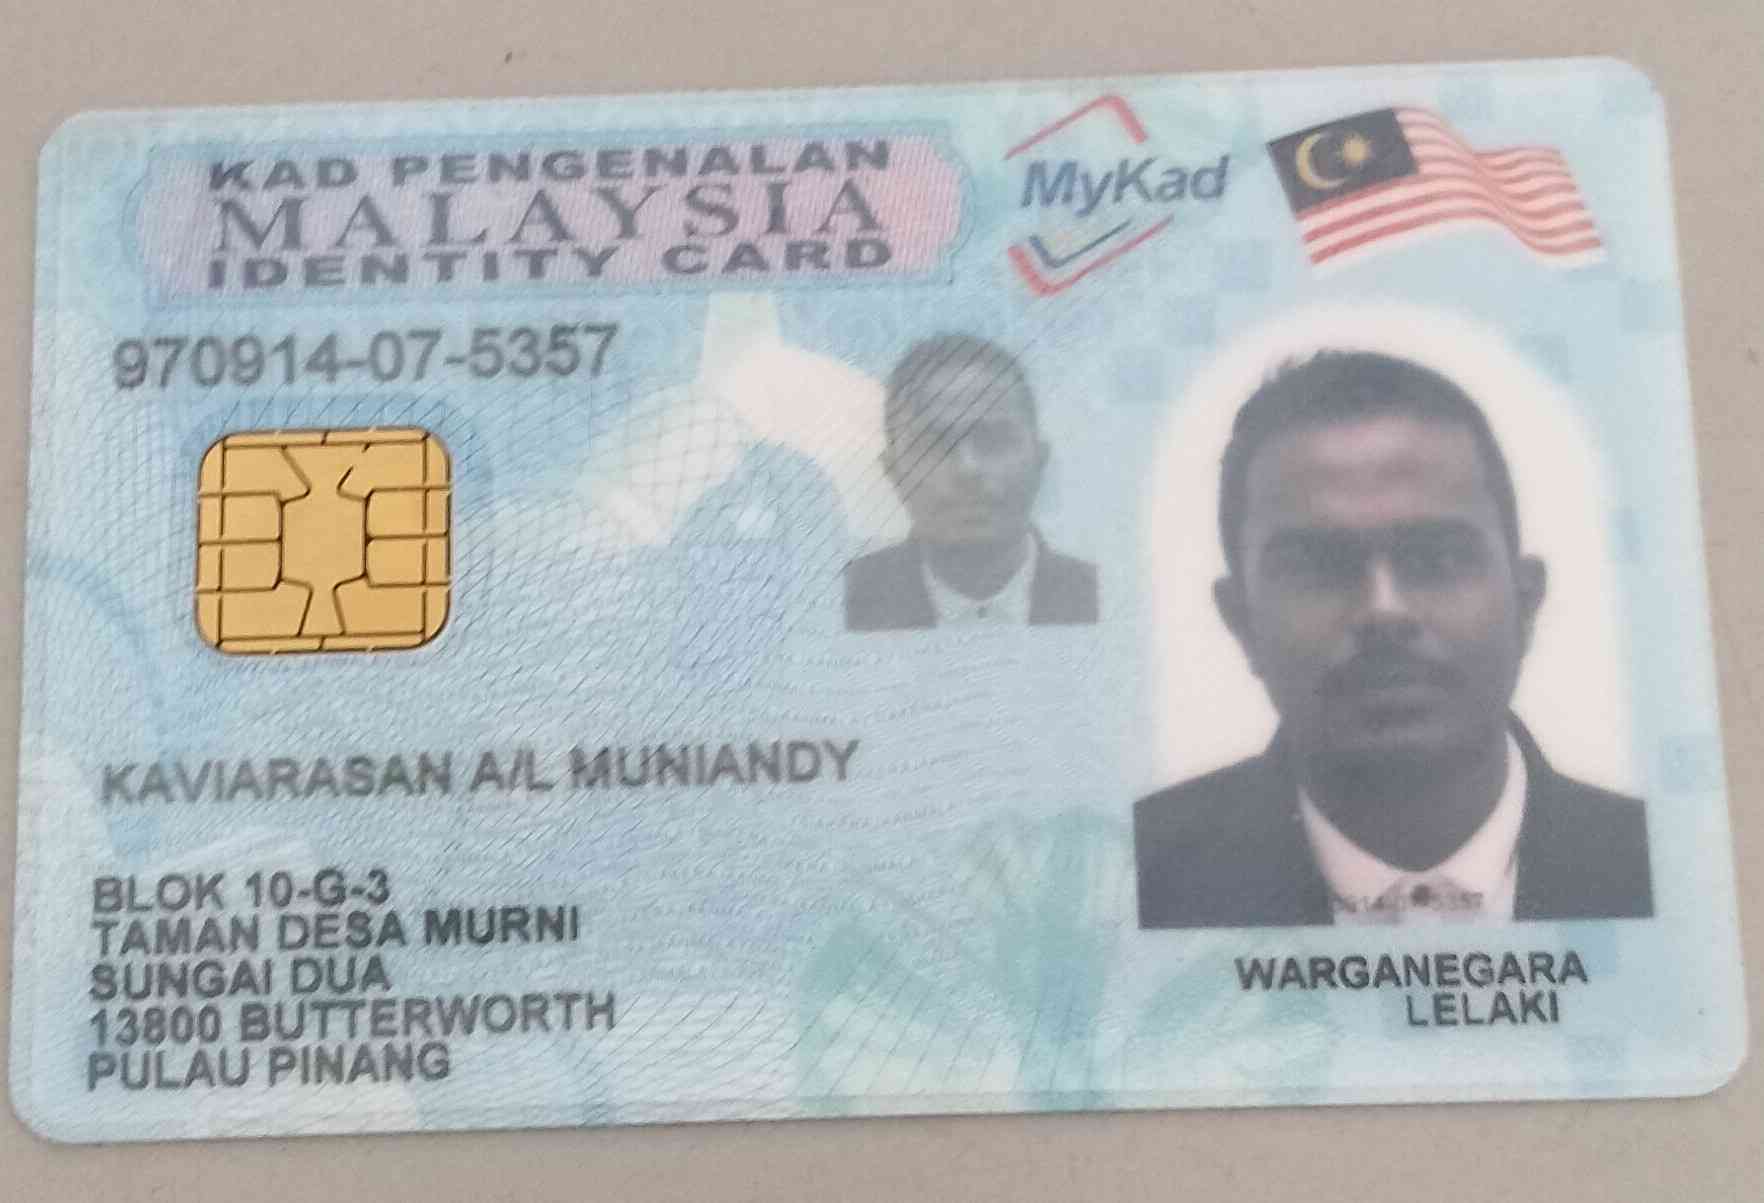 KAD PENGENALAN
MALAYSIA
IDENTITY CARD
MyKad
970914-07-5357
KAVIARASAN A/L MUNIANDY
BLOK 10-G-3
TAMAN DESA MURNI
SUNGAI DUA
13800 BUTTERWORTH
PULAU PINANG
WARGANEGARA
LELAKI